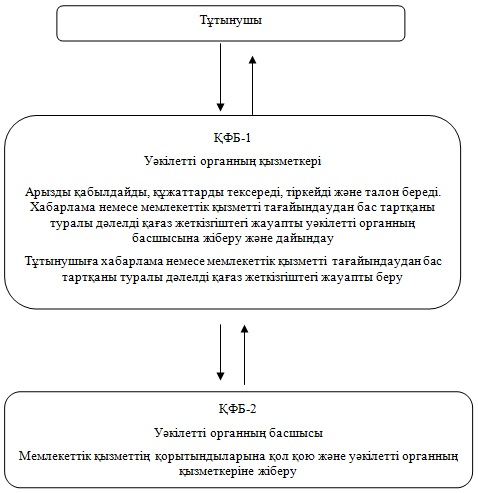 Тұтынушы
ҚФБ-1
Уәкілетті органның қызметкері
Арызды қабылдайды, құжаттарды тексереді, тіркейді және талон береді.
Хабарлама немесе мемлекеттік қызметті тағайындаудан бас тартқаны
туралы дәлелді қағаз жеткізгіштегі жауапты уәкілетті органның
басшысына жіберу және дайындау
Тұтынушыға хабарлама немесе мемлекеттік қызметті тағайындаудан бас
тартқаны туралы дәлелді қағаз жеткізгіштегі жауапты беру
ҚФБ-2
Уәкілетті органның басшысы
Мемлекеттік қызметтің қорытындыларына қол қою және уәкілетті органның
қызметкеріне жіберу